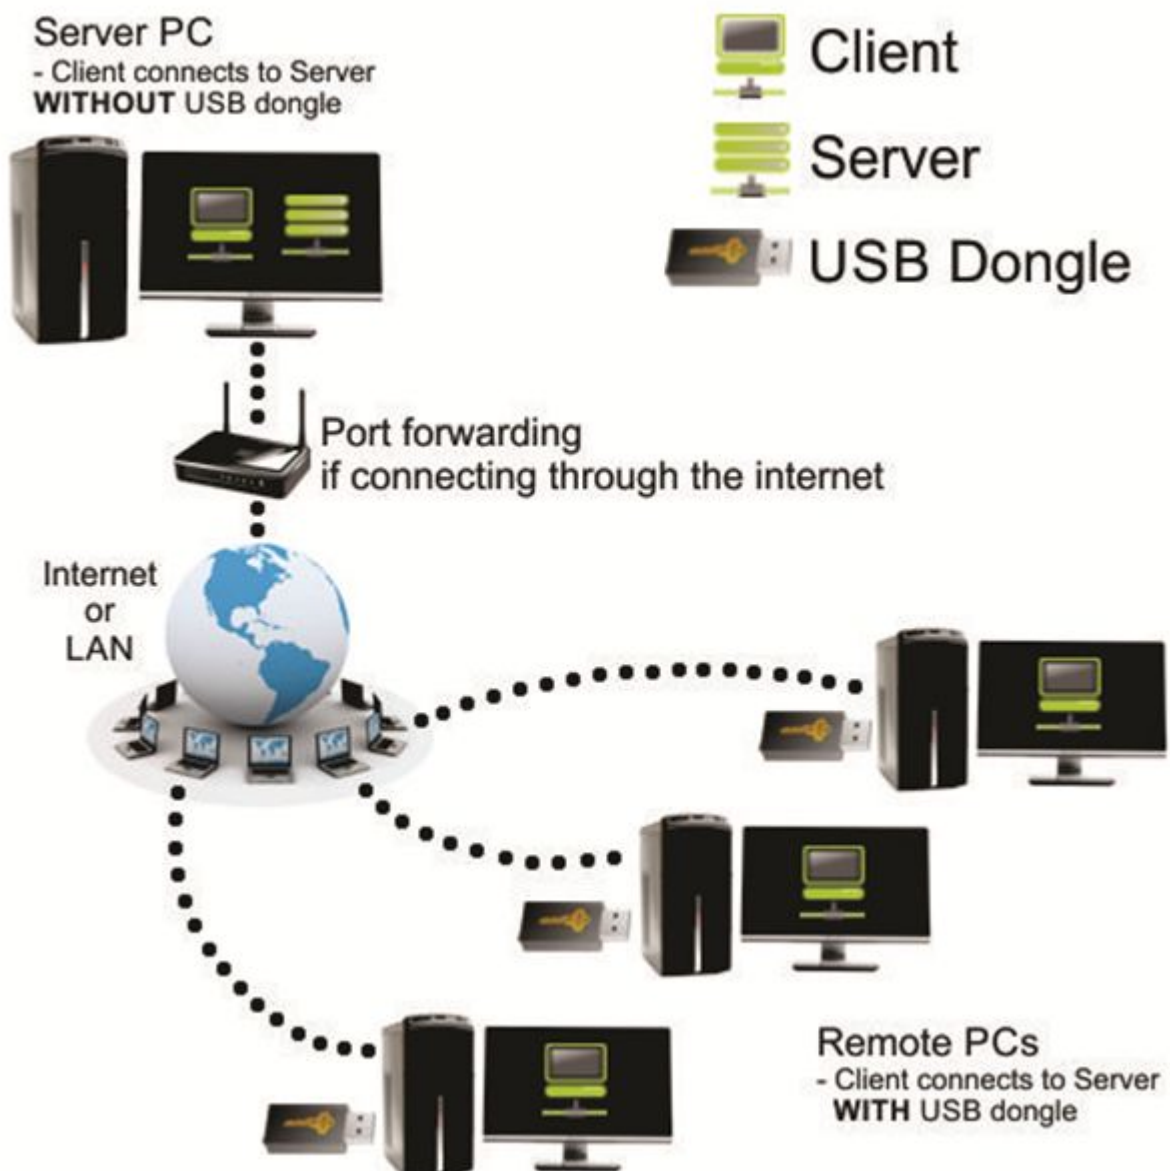 Server PC
- Client connects to Server
WITHOUT USB dongle
Client
Server
USB Dongle
Port forwarding
if connecting through the internet
Internet
or
LAN
Remote PCs
- Client connects to Server
WITH USB dongle